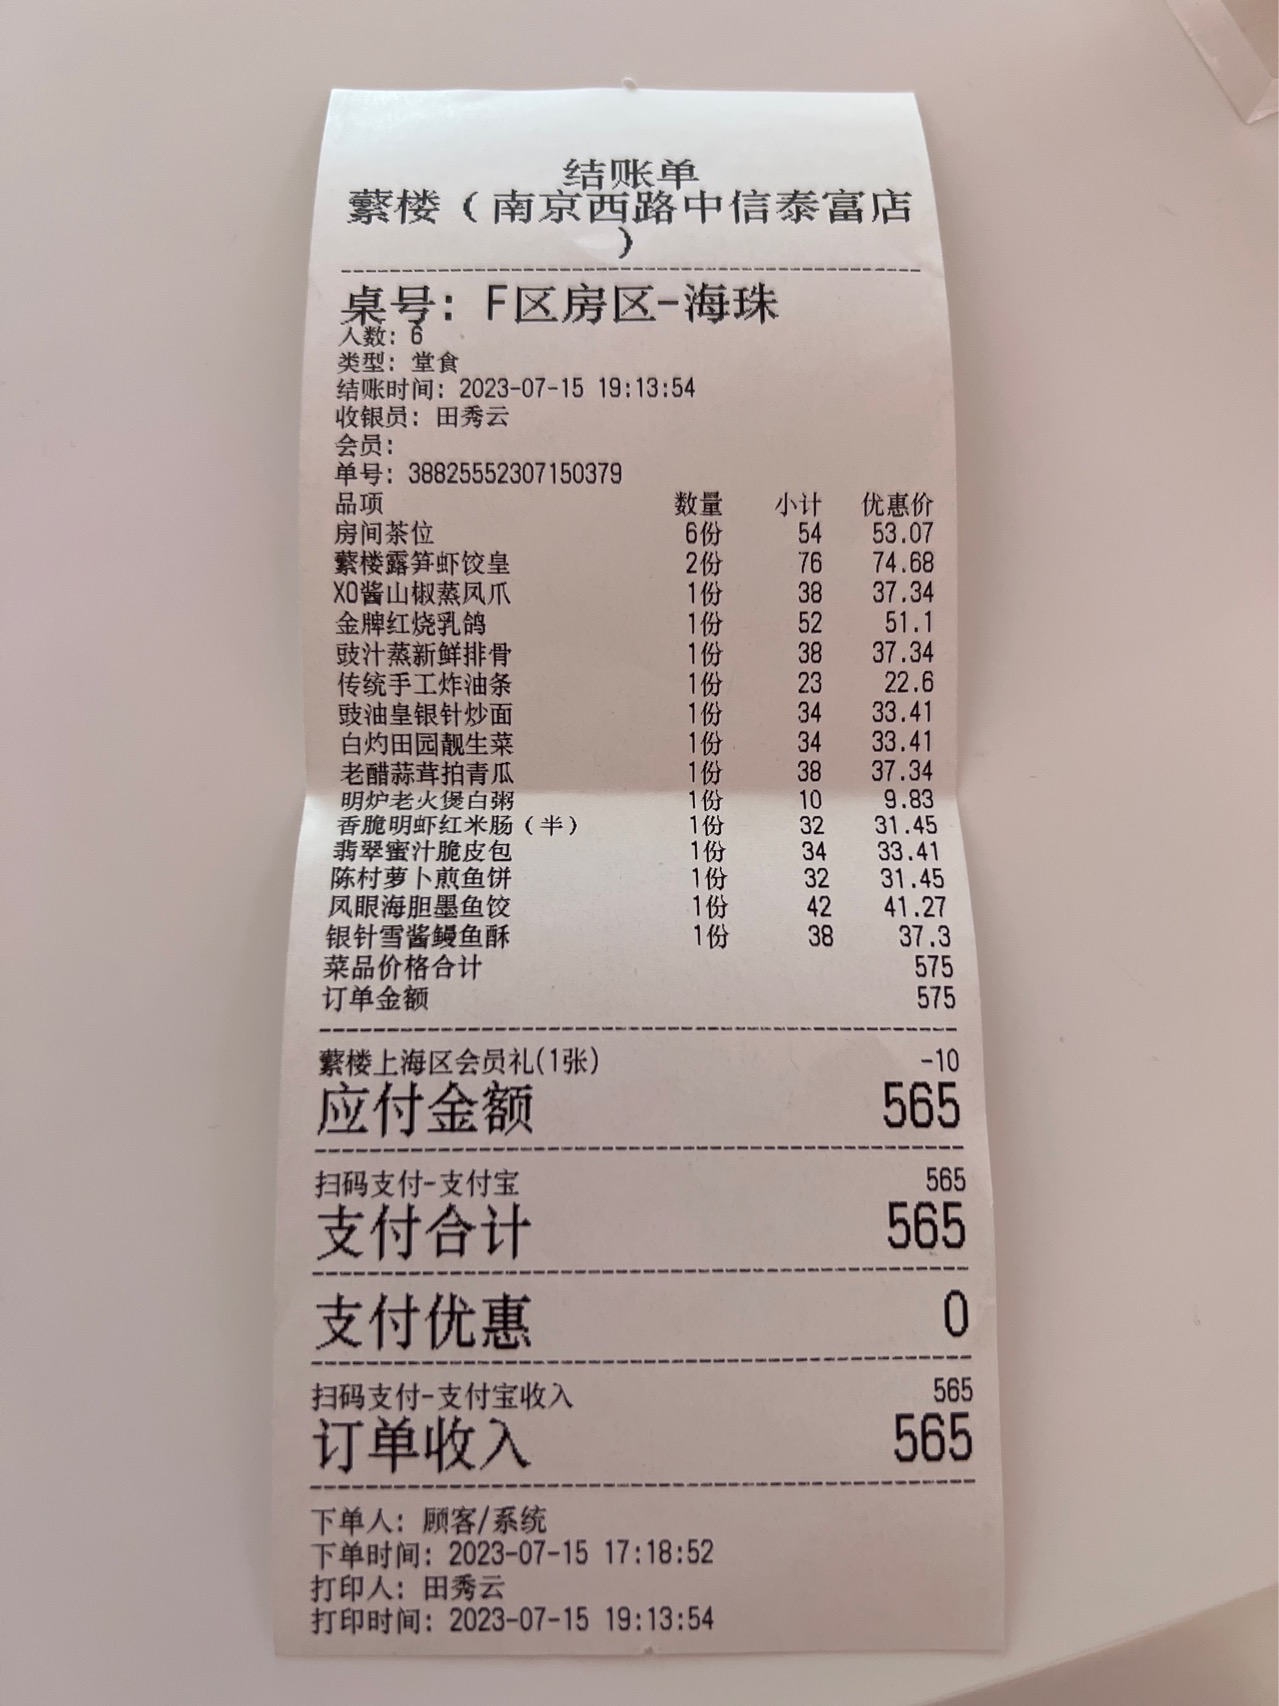 结账单
蘩楼（南京西路中信泰富店
）
桌号: F区房区-海珠
人数: 6
类型: 堂食
结账时间: 2023-07-15 19:13:54
收银员: 田秀云
会员:
单号: 38825552307150379
品项 数量 小计 优惠价
房间茶位 6份 54 53.07
蘩楼露笋虾饺皇 2份 76 74.68
XO酱山椒蒸凤爪 1份 38 37.34
金牌红烧乳鸽 1份 52 51.1
豉汁蒸新鲜排骨 1份 38 37.34
传统手工炸油条 1份 23 22.6
豉油皇银针炒面 1份 34 33.41
白灼田园靓生菜 1份 34 33.41
老醋蒜茸拍青瓜 1份 38 37.34
明炉老火煲白粥 1份 10 9.83
香脆明虾红米肠（半） 1份 32 31.45
翡翠蜜汁脆皮包 1份 34 33.41
陈村萝卜煎鱼饼 1份 32 31.45
凤眼海胆墨鱼饺 1份 42 41.27
银针雪酱鳗鱼酥 1份 38 37.3
菜品价格合计 575
订单金额 575
蘩楼上海区会员礼(1张) -10
应付金额 565
扫码支付-支付宝 565
支付合计 565
支付优惠 0
扫码支付-支付宝收入 565
订单收入 565
下单人: 顾客/系统
下单时间: 2023-07-15 17:18:52
打印人: 田秀云
打印时间: 2023-07-15 19:13:54